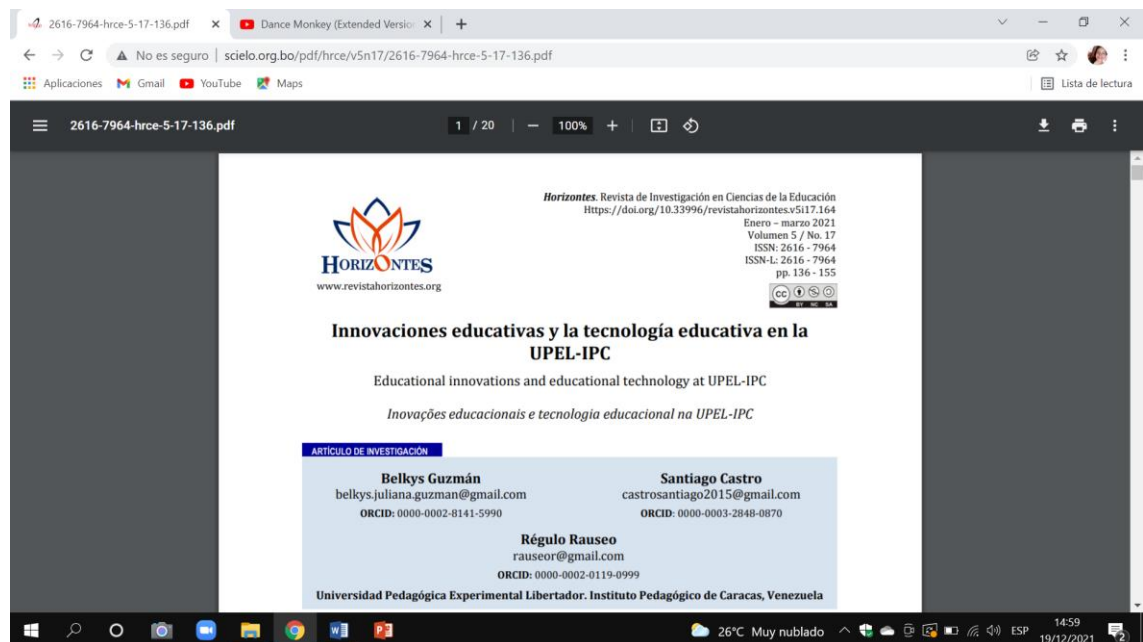 2616-7964-hrce-5-17-136.pdf
Dance Monkey (Extended Versio
No es seguro
scielo.org.bo/pdf/hrce/v5n17/2616-7964-hrce-5-17-136.pdf
Aplicaciones
Gmail
YouTube
Maps
Lista de lectura
2616-7964-hrce-5-17-136.pdf
1 / 20
100%
Horizontes. Revista de Investigación en Ciencias de la Educación
Https://doi.org/10.33996/revistahorizontes.v5i17.164
Enero – marzo 2021
Volumen 5 / No. 17
ISSN: 2616 - 7964
ISSN-L: 2616 - 7964
pp. 136 - 155
HORIZONTES
www.revistahorizontes.org
cc
BY NC SA
Innovaciones educativas y la tecnología educativa en la
UPEL-IPC
Educational innovations and educational technology at UPEL-IPC
Inovações educacionais e tecnologia educacional na UPEL-IPC
ARTÍCULO DE INVESTIGACIÓN
Belkys Guzmán
belkys.juliana.guzman@gmail.com
ORCID: 0000-0002-8141-5990
Santiago Castro
castrosantiago2015@gmail.com
ORCID: 0000-0003-2848-0870
Régulo Rauseo
rauseor@gmail.com
ORCID: 0000-0002-0119-0999
Universidad Pedagógica Experimental Libertador. Instituto Pedagógico de Caracas, Venezuela
26°C Muy nublado
ESP
14:59
19/12/2021
2